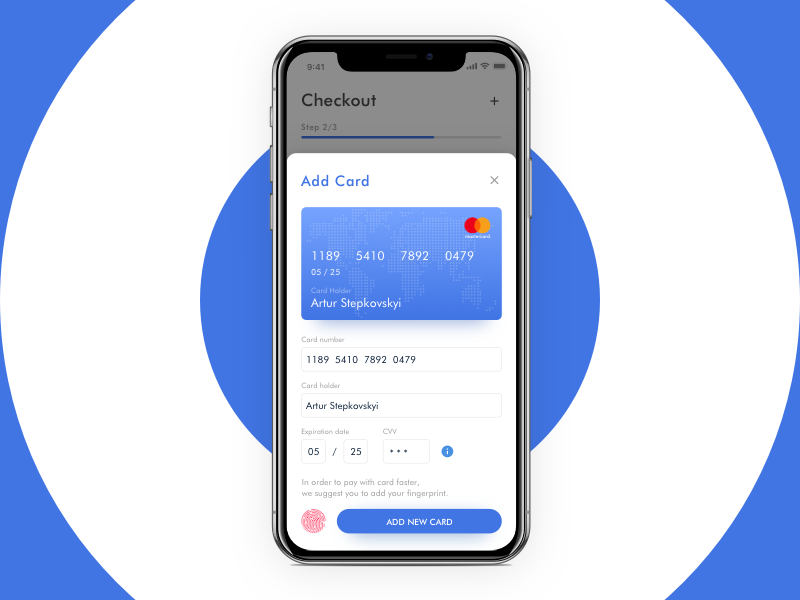 9:41
Checkout +
Step 2/3
Add Card
mastercard
1189 5410 7892 0479
05 / 25
Card Holder
Artur Stepkovskyi
Card number
1189 5410 7892 0479
Card holder
Artur Stepkovskyi
Expiration date CVV
05 / 25 * * * i
In order to pay with card faster,
we suggest you to add your fingerprint.
ADD NEW CARD